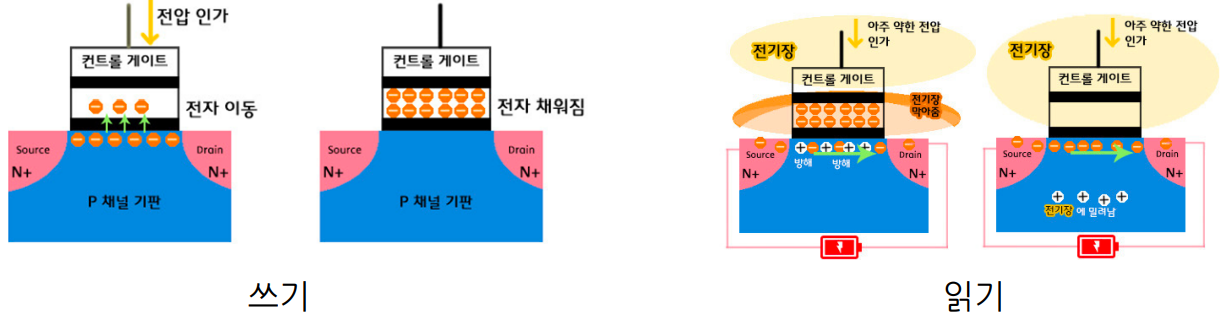 전압 인가
컨트롤 게이트
전자 이동
Source
Drain
N+
N+
P 채널 기판
컨트롤 게이트
전자 채워짐
Source
Drain
N+
N+
P 채널 기판
쓰기
아주 약한 전압
인가
전기장
컨트롤 게이트
전기장
막아줌
Source
Drain
N+
N+
방해
방해
아주 약한 전압
인가
전기장
컨트롤 게이트
Source
Drain
N+
N+
전기장에 밀려남
읽기